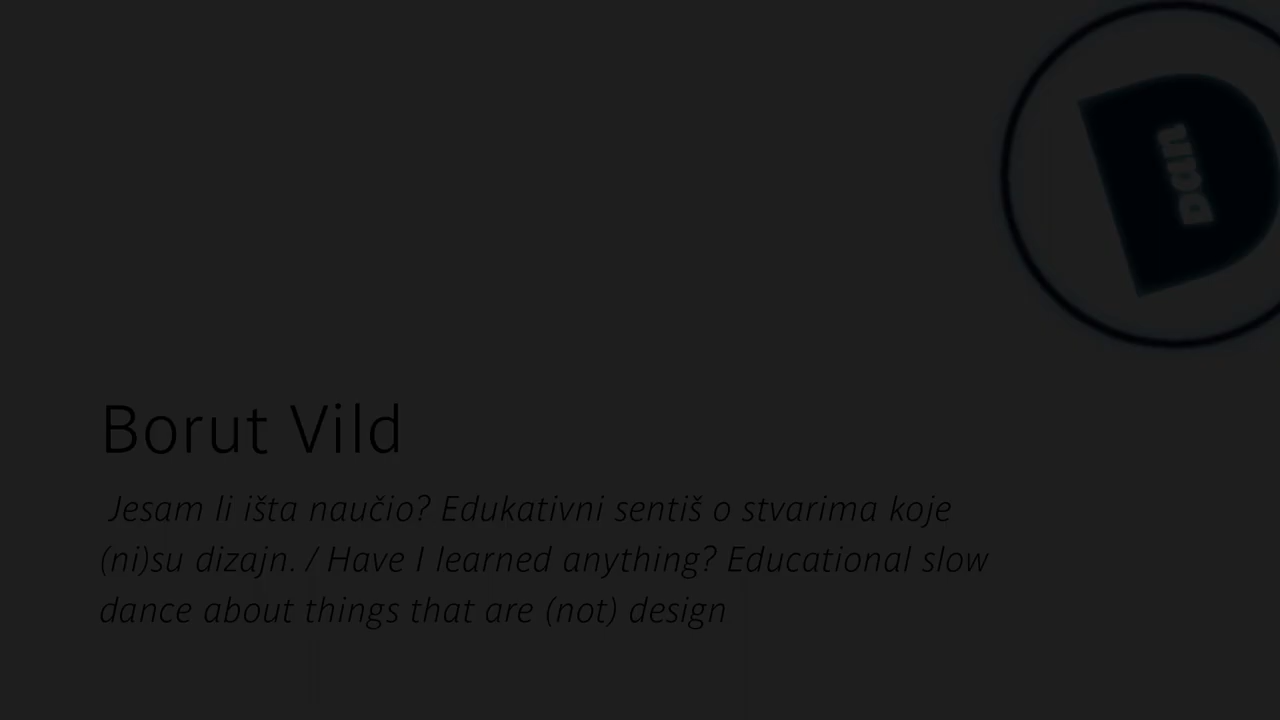 D
Dan
Borut Vild
Jesam li išta naučio? Edukativni sentiš o stvarima koje
(ni)su dizajn. / Have I learned anything? Educational slow
dance about things that are (not) design